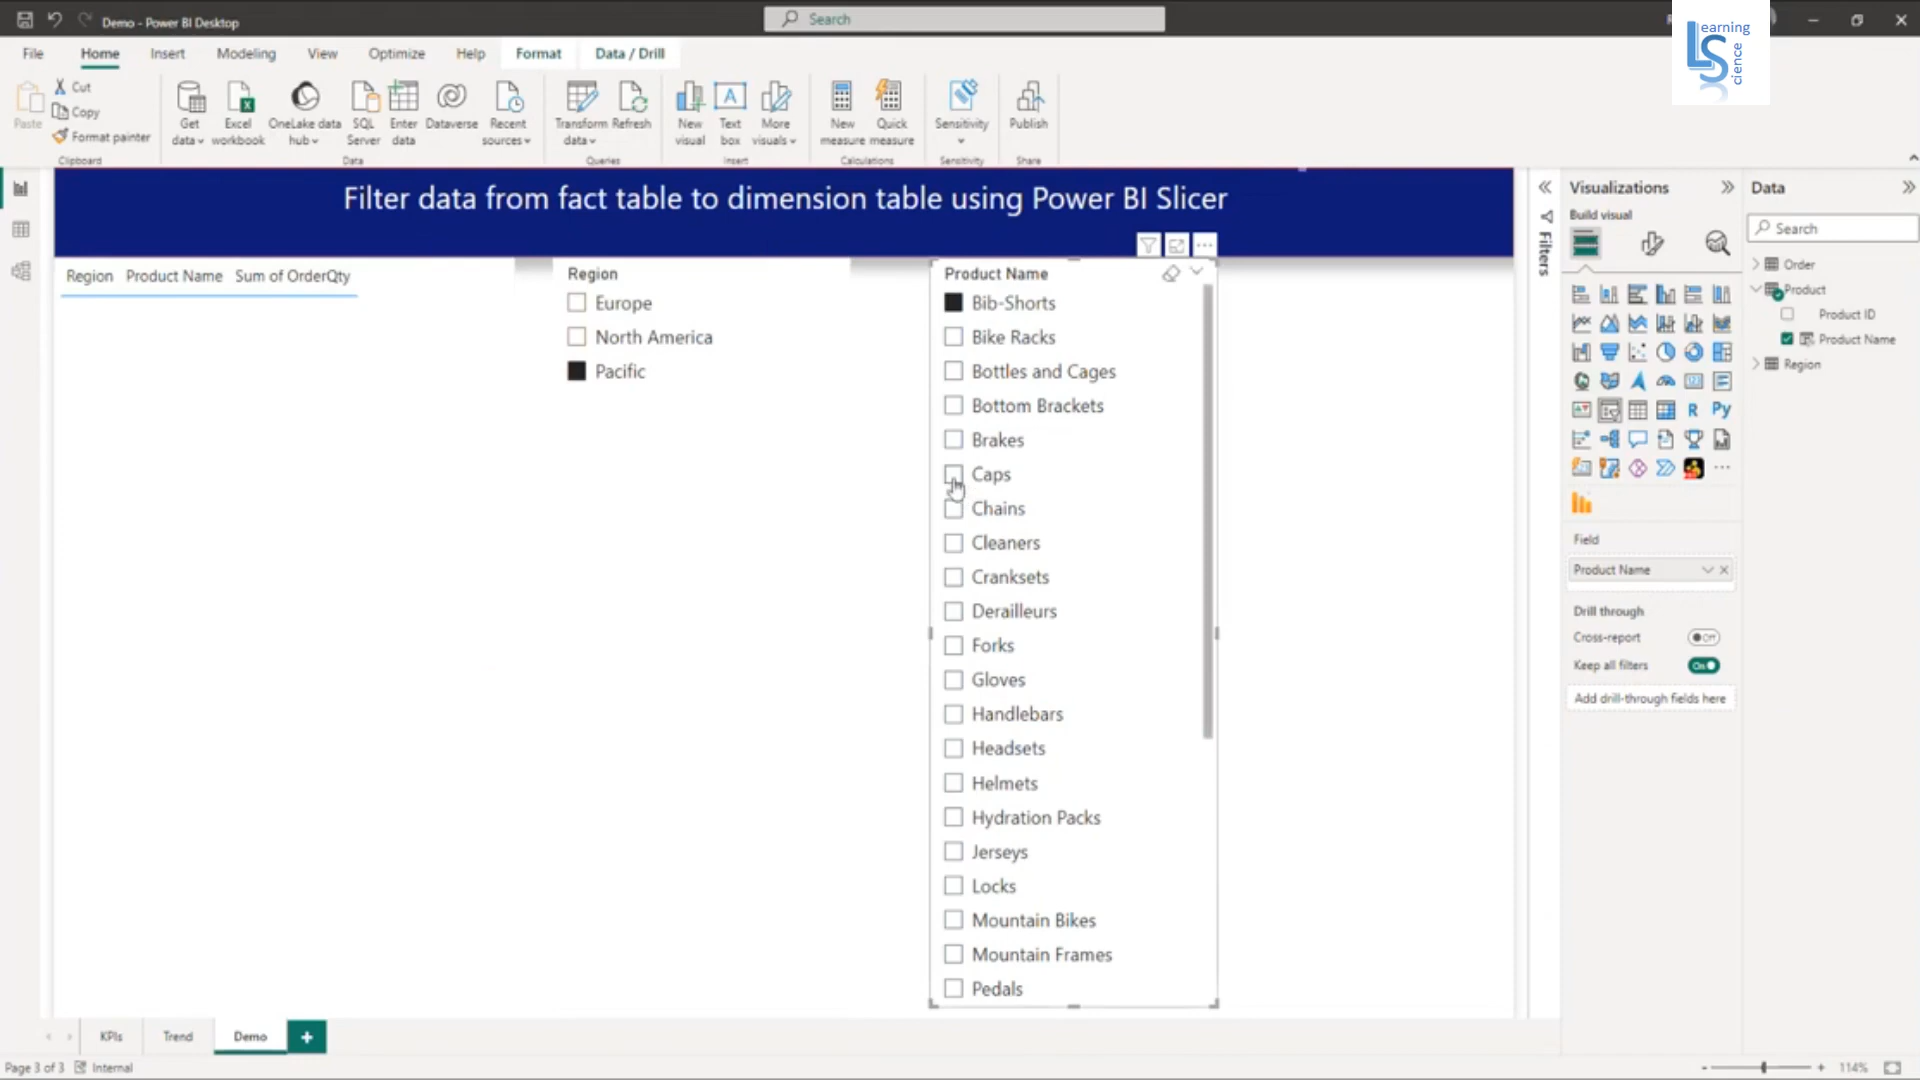 Demo - Power BI Desktop
Search
Learning
Science
File
Home
Insert
Modeling
View
Optimize
Help
Format
Data / Drill
Paste
Cut
Copy
Format painter
Clipboard
Get data
Excel workbook
OneLake data hub
SQL Server
Enter data
Dataverse
Recent sources
Data
Transform data
Refresh
Queries
New visual
Text box
More visuals
Insert
New measure
Quick measure
Calculations
Sensitivity
Sensitivity
Publish
Share
Filter data from fact table to dimension table using Power BI Slicer
Region Product Name Sum of OrderQty
Region
Europe
North America
Pacific
Product Name
Bib-Shorts
Bike Racks
Bottles and Cages
Bottom Brackets
Brakes
Caps
Chains
Cleaners
Cranksets
Derailleurs
Forks
Gloves
Handlebars
Headsets
Helmets
Hydration Packs
Jerseys
Locks
Mountain Bikes
Mountain Frames
Pedals
Filters
Visualizations
Build visual
R
Py
Field
Product Name
Drill through
Cross-report
Off
Keep all filters
On
Add drill-through fields here
Data
Search
Order
Product
Product ID
Product Name
Region
KPIs
Trend
Demo
Page 3 of 3
Internal
114%